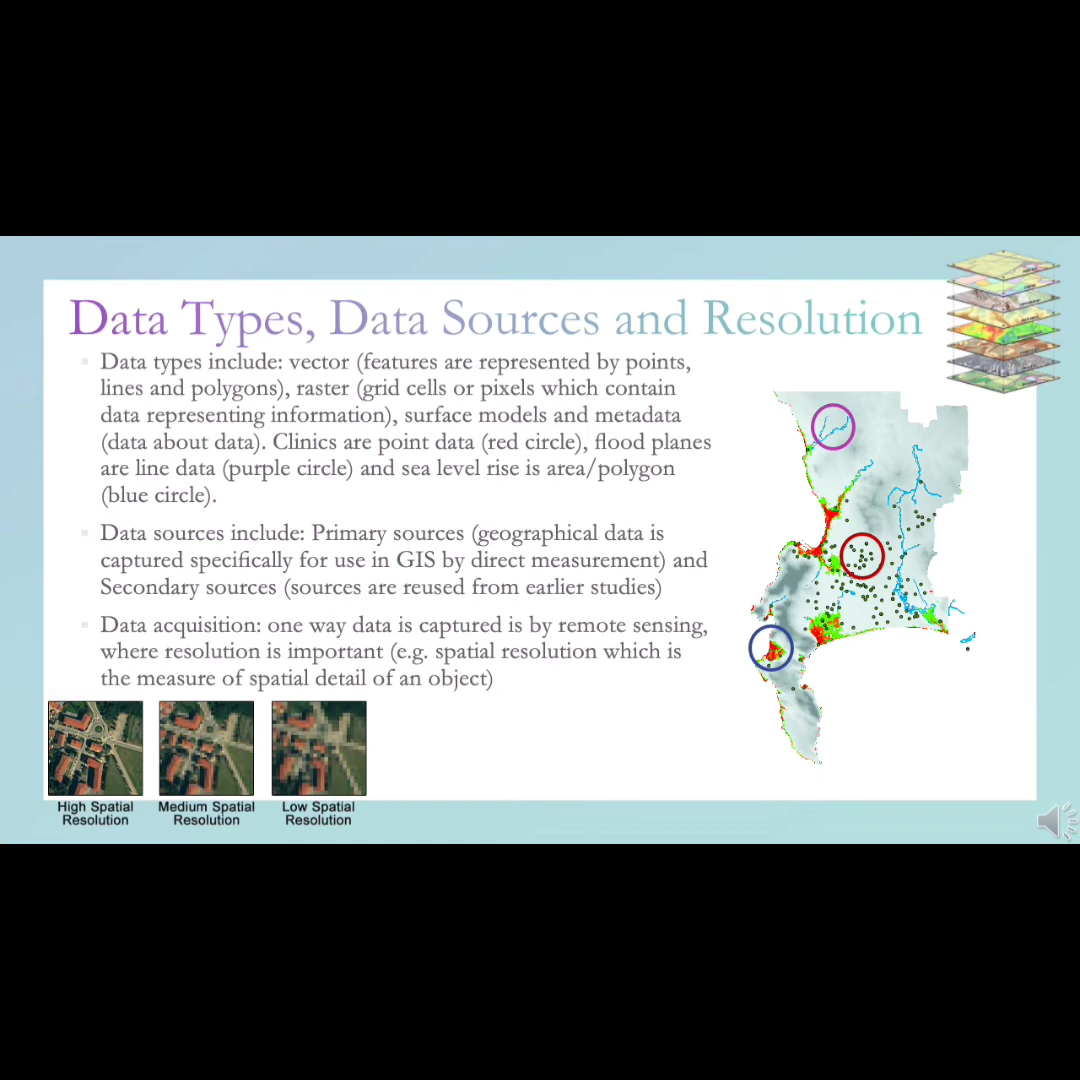 Data Types, Data Sources and Resolution
Data types include: vector (features are represented by points,
lines and polygons), raster (grid cells or pixels which contain
data representing information), surface models and metadata
(data about data). Clinics are point data (red circle), flood planes
are line data (purple circle) and sea level rise is area/polygon
(blue circle).
Data sources include: Primary sources (geographical data is
captured specifically for use in GIS by direct measurement) and
Secondary sources (sources are reused from earlier studies)
Data acquisition: one way data is captured is by remote sensing,
where resolution is important (e.g. spatial resolution which is
the measure of spatial detail of an object)
High Spatial
Resolution
Medium Spatial
Resolution
Low Spatial
Resolution